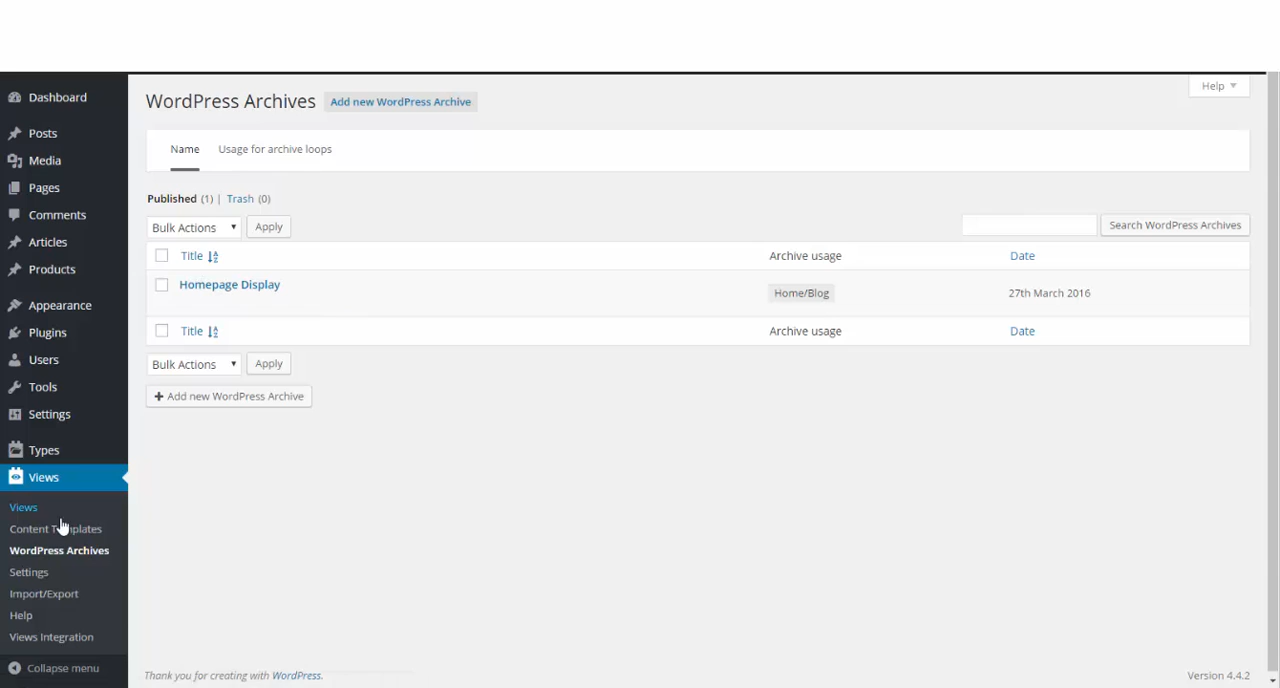 Dashboard
Posts
Media
Pages
Comments
Articles
Products
Appearance
Plugins
Users
Tools
Settings
Types
Views
Views
Content Templates
WordPress Archives
Settings
Import/Export
Help
Views Integration
Collapse menu
WordPress Archives Add new WordPress Archive
Help
Name Usage for archive loops
Published (1) | Trash (0)
Bulk Actions Apply
Search WordPress Archives
Title Archive usage Date
Homepage Display Home/Blog 27th March 2016
Title Archive usage Date
Bulk Actions Apply
Add new WordPress Archive
Thank you for creating with WordPress.
Version 4.4.2